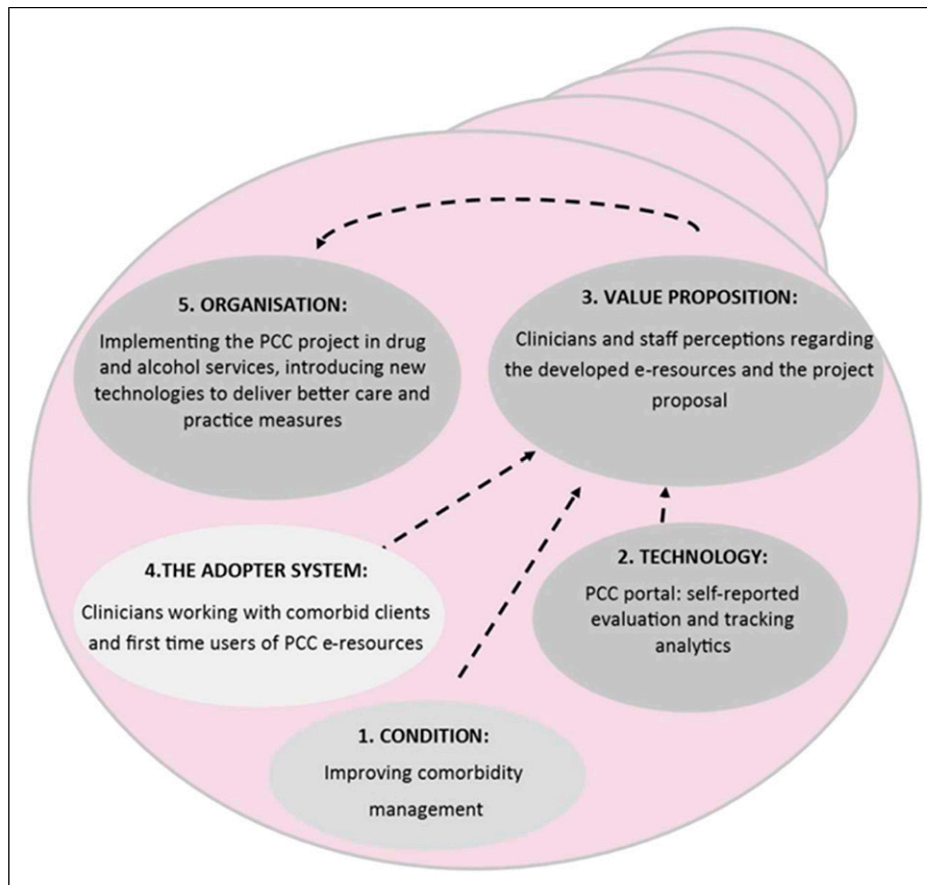 5. ORGANISATION:
Implementing the PCC project in drug
and alcohol services, introducing new
technologies to deliver better care and
practice measures
3. VALUE PROPOSITION:
Clinicians and staff perceptions regarding
the developed e-resources and the project
proposal
4.THE ADOPTER SYSTEM:
Clinicians working with comorbid clients
and first time users of PCC e-resources
2. TECHNOLOGY:
PCC portal: self-reported
evaluation and tracking
analytics
1. CONDITION:
Improving comorbidity
management